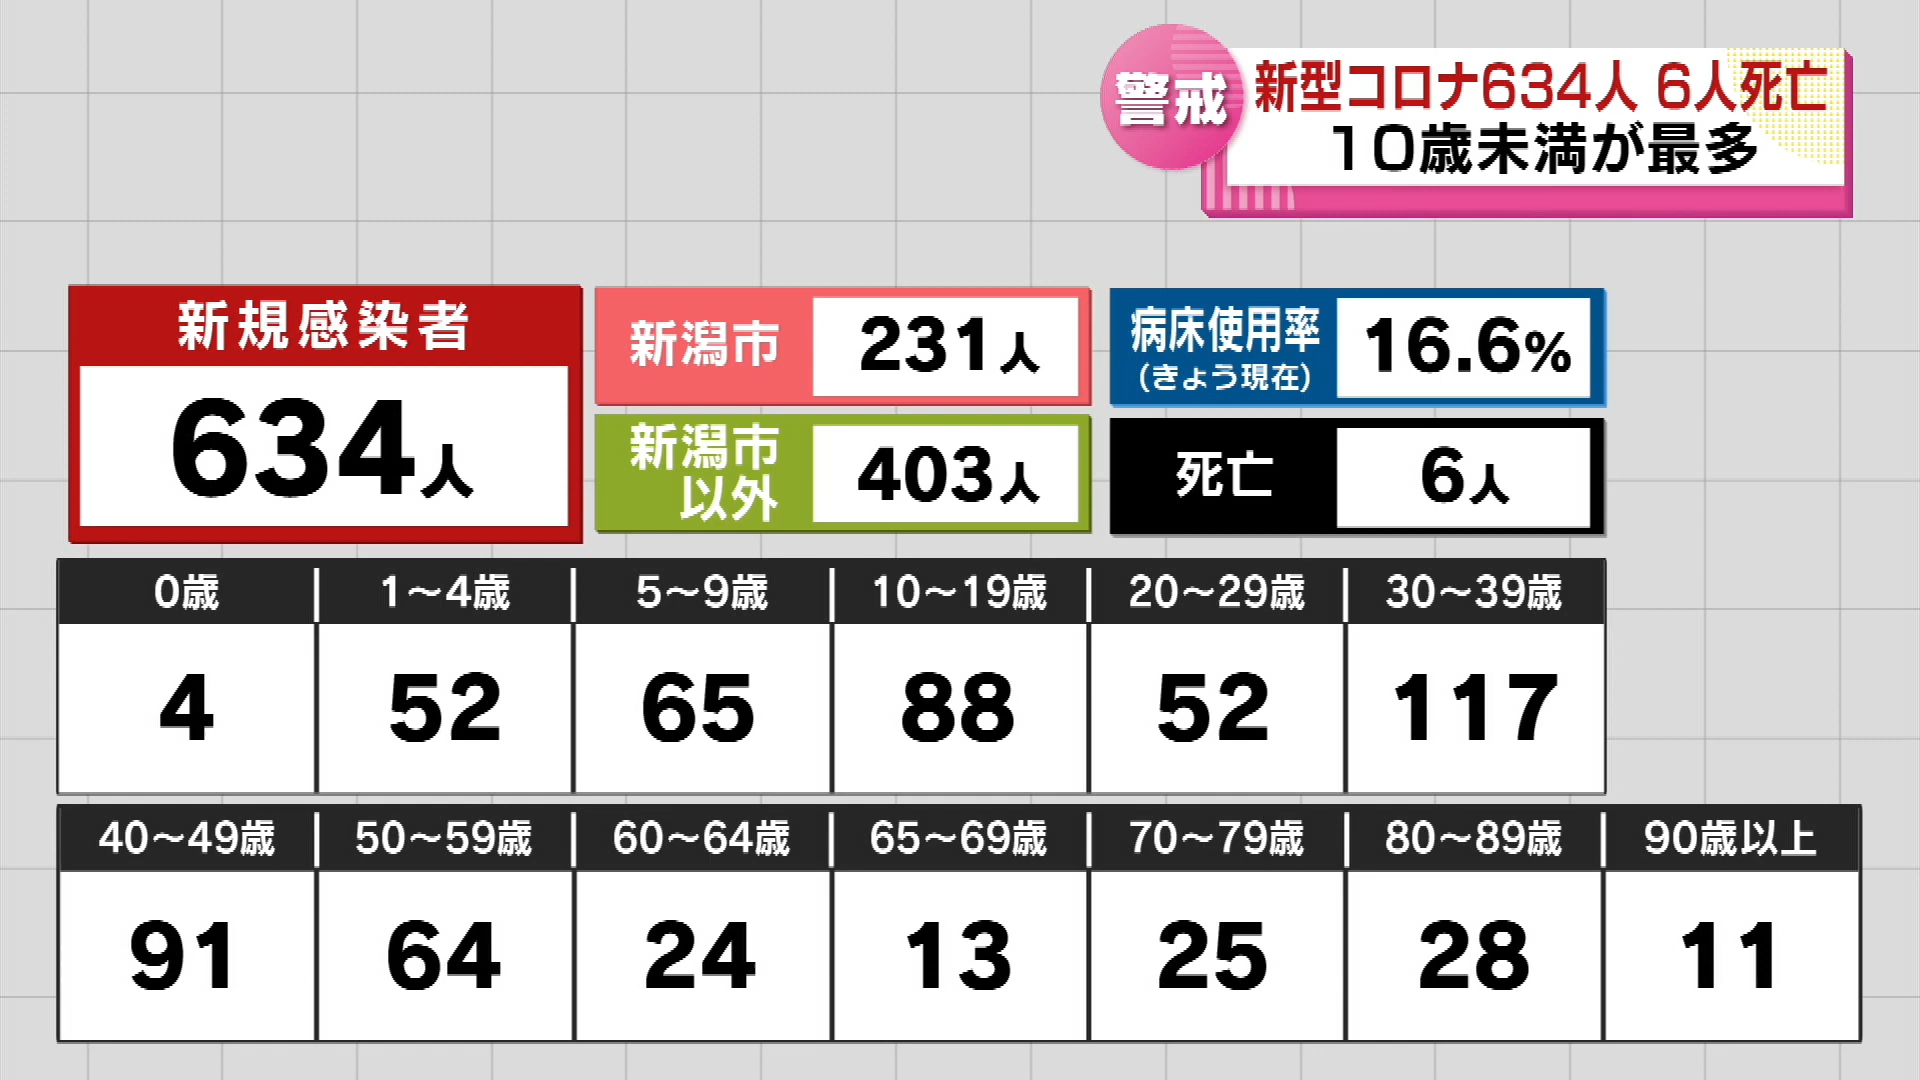 警戒
新型コロナ634人 6人死亡
10歳未満が最多
新規感染者
634人
新潟市
231人
新潟市
以外
403人
病床使用率
(きょう現在)
16.6%
死亡
6人
0歳 1～4歳 5～9歳 10～19歳 20～29歳 30～39歳
4 52 65 88 52 117
40～49歳 50～59歳 60～64歳 65～69歳 70～79歳 80～89歳 90歳以上
91 64 24 13 25 28 11